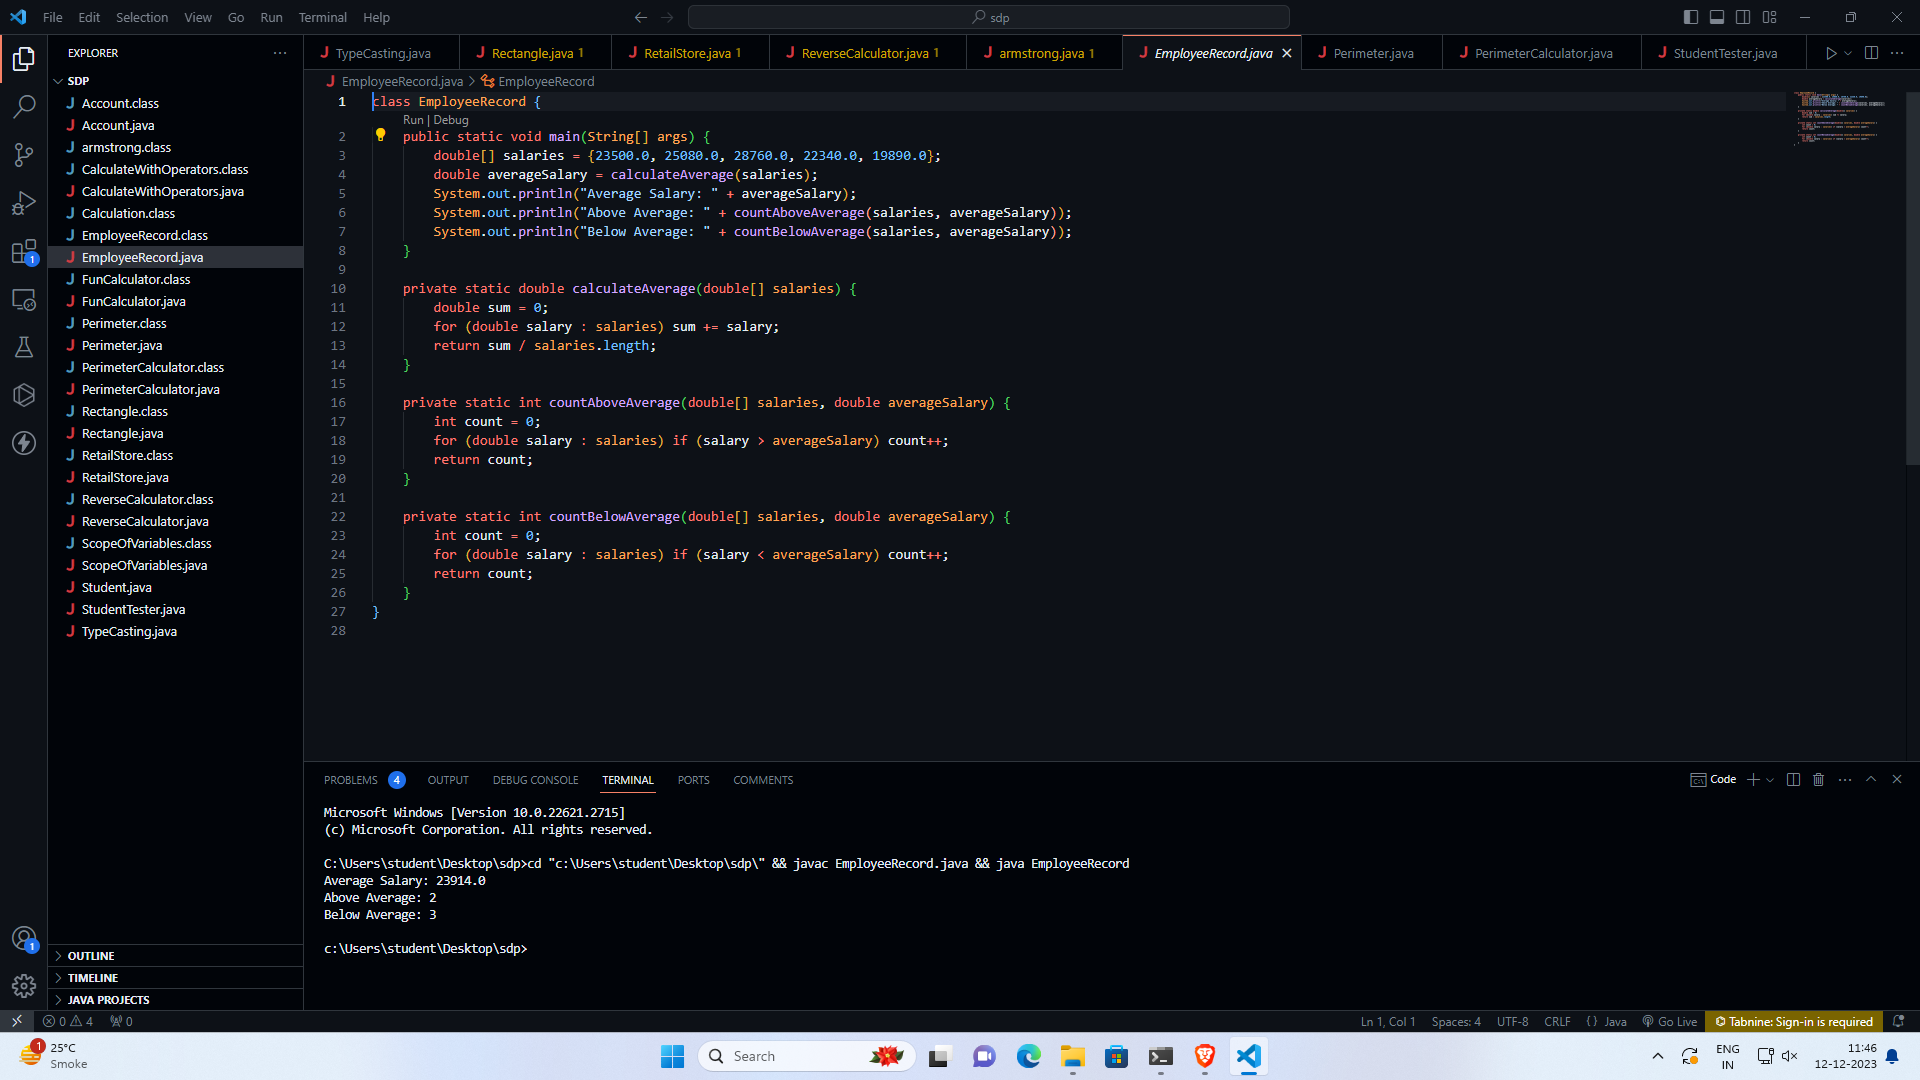 File Edit Selection View Go Run Terminal Help
sdp
EXPLORER
SDP
Account.class
Account.java
armstrong.class
CalculateWithOperators.class
CalculateWithOperators.java
Calculation.class
EmployeeRecord.class
EmployeeRecord.java
FunCalculator.class
FunCalculator.java
Perimeter.class
Perimeter.java
PerimeterCalculator.class
PerimeterCalculator.java
Rectangle.class
Rectangle.java
RetailStore.class
RetailStore.java
ReverseCalculator.class
ReverseCalculator.java
ScopeOfVariables.class
ScopeOfVariables.java
Student.java
StudentTester.java
TypeCasting.java
OUTLINE
TIMELINE
JAVA PROJECTS
1
1
TypeCasting.java Rectangle.java 1 RetailStore.java 1 ReverseCalculator.java 1 armstrong.java 1 EmployeeRecord.java Perimeter.java PerimeterCalculator.java StudentTester.java
EmployeeRecord.java > EmployeeRecord
1 class EmployeeRecord {
Run | Debug
2 public static void main(String[] args) {
3 double[] salaries = {23500.0, 25080.0, 28760.0, 22340.0, 19890.0};
4 double averageSalary = calculateAverage(salaries);
5 System.out.println("Average Salary: " + averageSalary);
6 System.out.println("Above Average: " + countAboveAverage(salaries, averageSalary));
7 System.out.println("Below Average: " + countBelowAverage(salaries, averageSalary));
8 }
9
10 private static double calculateAverage(double[] salaries) {
11 double sum = 0;
12 for (double salary : salaries) sum += salary;
13 return sum / salaries.length;
14 }
15
16 private static int countAboveAverage(double[] salaries, double averageSalary) {
17 int count = 0;
18 for (double salary : salaries) if (salary > averageSalary) count++;
19 return count;
20 }
21
22 private static int countBelowAverage(double[] salaries, double averageSalary) {
23 int count = 0;
24 for (double salary : salaries) if (salary < averageSalary) count++;
25 return count;
26 }
27 }
28
PROBLEMS 4 OUTPUT DEBUG CONSOLE TERMINAL PORTS COMMENTS
Code
Microsoft Windows [Version 10.0.22621.2715]
(c) Microsoft Corporation. All rights reserved.
C:\Users\student\Desktop\sdp>cd "c:\Users\student\Desktop\sdp\" && javac EmployeeRecord.java && java EmployeeRecord
Average Salary: 23914.0
Above Average: 2
Below Average: 3
c:\Users\student\Desktop\sdp>
0 4 0
Ln 1, Col 1 Spaces: 4 UTF-8 CRLF {} Java Go Live Tabnine: Sign-in is required
1
25°C
Smoke
Search
ENG
IN
11:46
12-12-2023